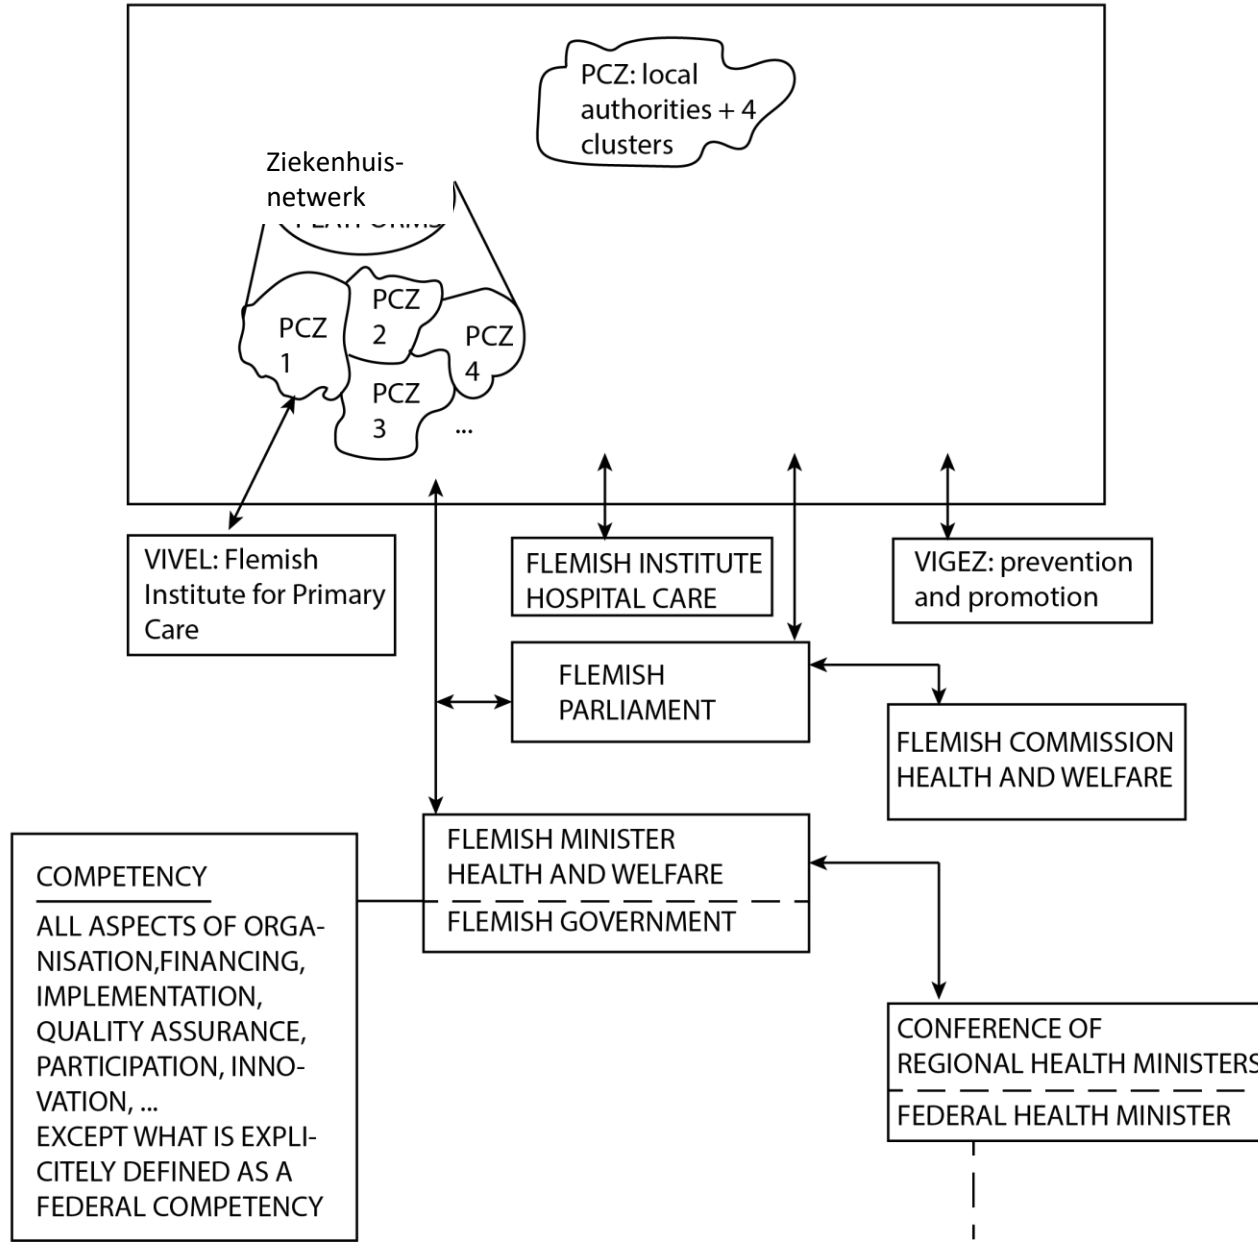 PCZ: local
authorities + 4
clusters
Ziekenhuis-
netwerk
PCZ
1
PCZ
2
PCZ
3
PCZ
4
...
VIVEL: Flemish
Institute for Primary
Care
FLEMISH INSTITUTE
HOSPITAL CARE
VIGEZ: prevention
and promotion
FLEMISH
PARLIAMENT
FLEMISH COMMISSION
HEALTH AND WELFARE
FLEMISH MINISTER
HEALTH AND WELFARE
FLEMISH GOVERNMENT
COMPETENCY
ALL ASPECTS OF ORGA-
NISATION,FINANCING,
IMPLEMENTATION,
QUALITY ASSURANCE,
PARTICIPATION, INNO-
VATION, ...
EXCEPT WHAT IS EXPLI-
CITELY DEFINED AS A
FEDERAL COMPETENCY
CONFERENCE OF
REGIONAL HEALTH MINISTERS
FEDERAL HEALTH MINISTER